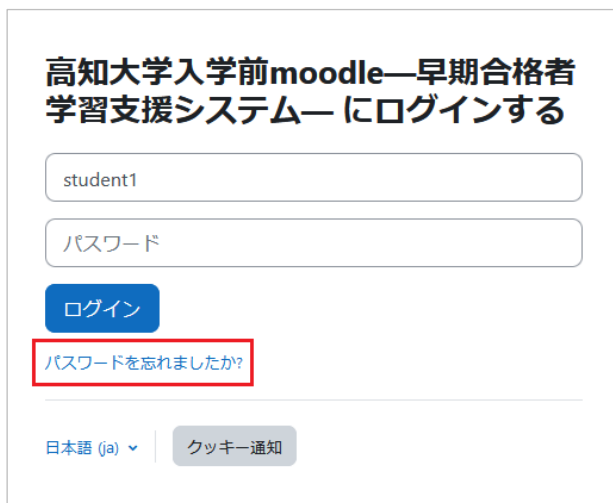 高知大学入学前moodle―早期合格者
学習支援システム― にログインする
student1
パスワード
ログイン
パスワードを忘れましたか?
日本語 (ja)
クッキー通知